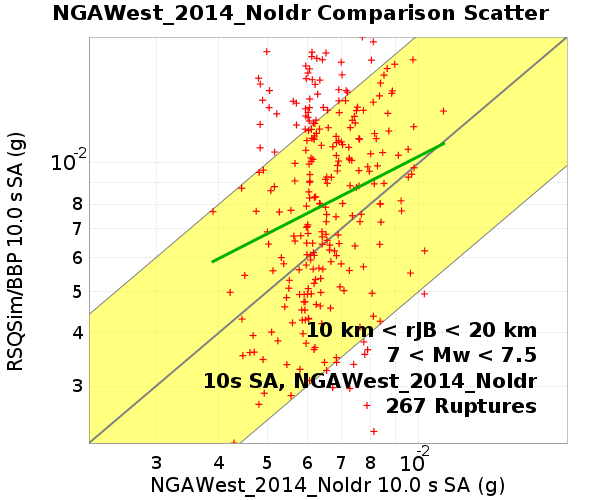 NGAWest_2014_NoIdr Comparison Scatter
RSQSim/BBP 10.0 s SA (g)
10⁻²
8
7
6
5
4
3
10 km < rJB < 20 km
7 < Mw < 7.5
10s SA, NGAWest_2014_NoIdr
267 Ruptures
3 4 5 6 7 8 10⁻²
NGAWest_2014_NoIdr 10.0 s SA (g)